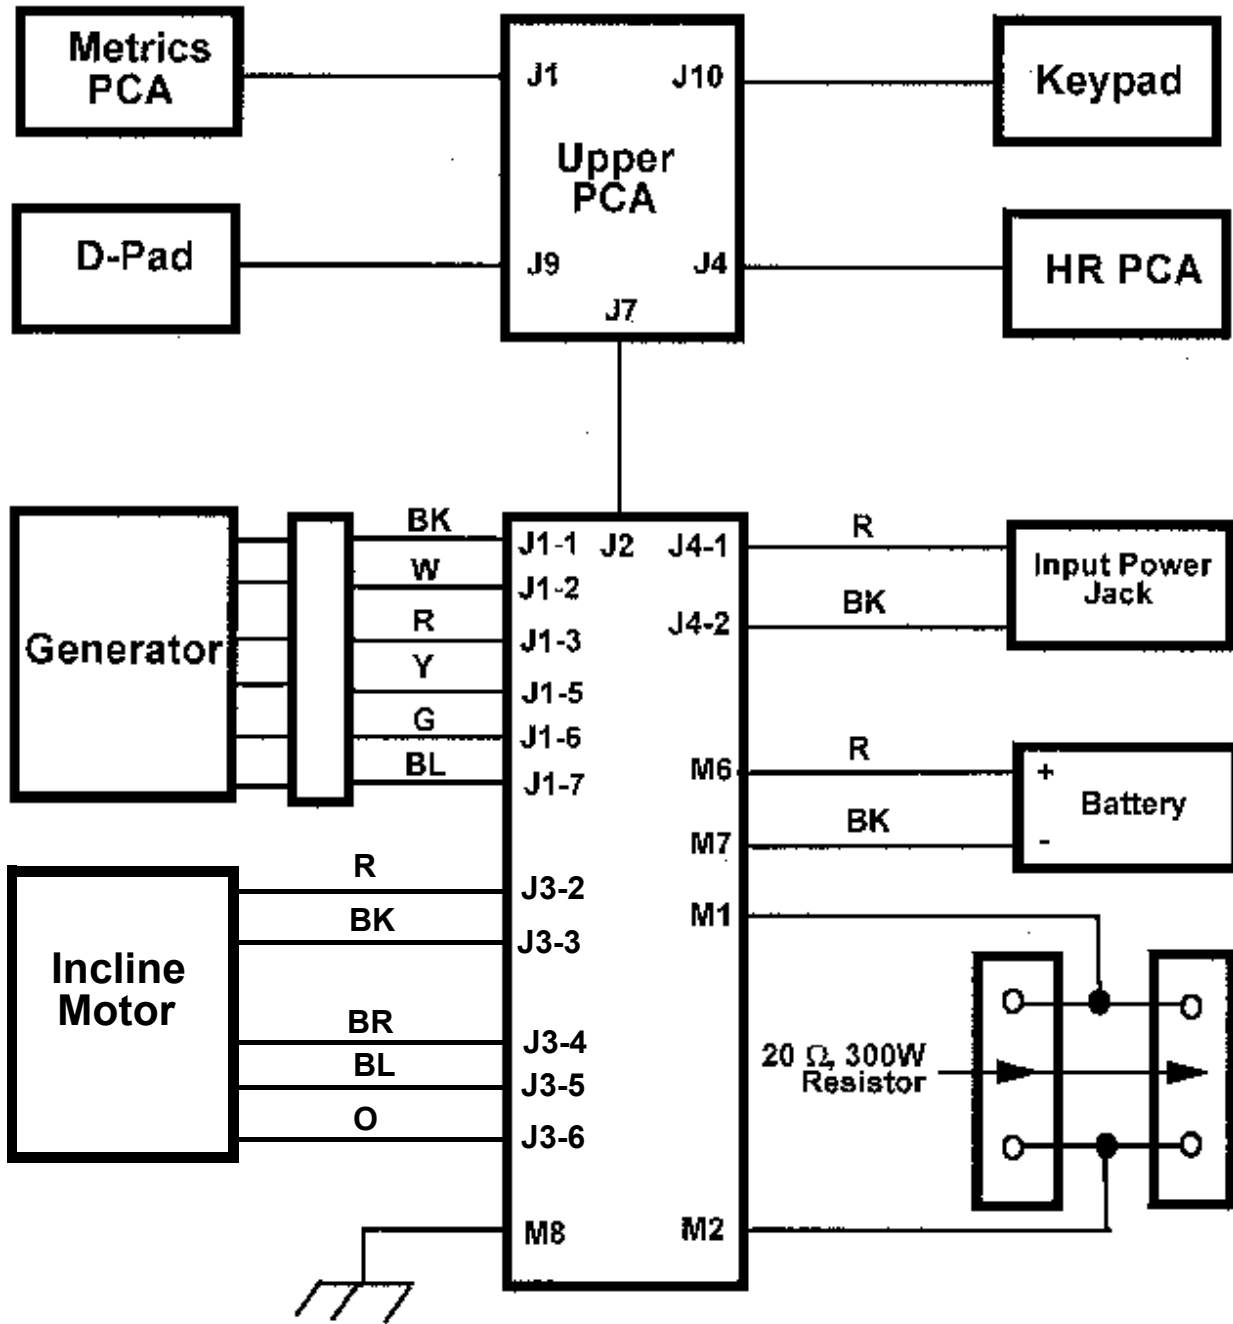 Metrics
PCA
D-Pad
J1
J10
Upper
PCA
J9
J4
J7
Keypad
HR PCA
Generator
BK
W
R
Y
G
BL
J1-1
J2
J4-1
J1-2
J4-2
J1-3
J1-5
J1-6
J1-7
R
BK
Input Power
Jack
M6
M7
M1
R
BK
+
Battery
-
Incline
Motor
R
BK
BR
BL
O
J3-2
J3-3
J3-4
J3-5
J3-6
20 Ω, 300W
Resistor
M8
M2